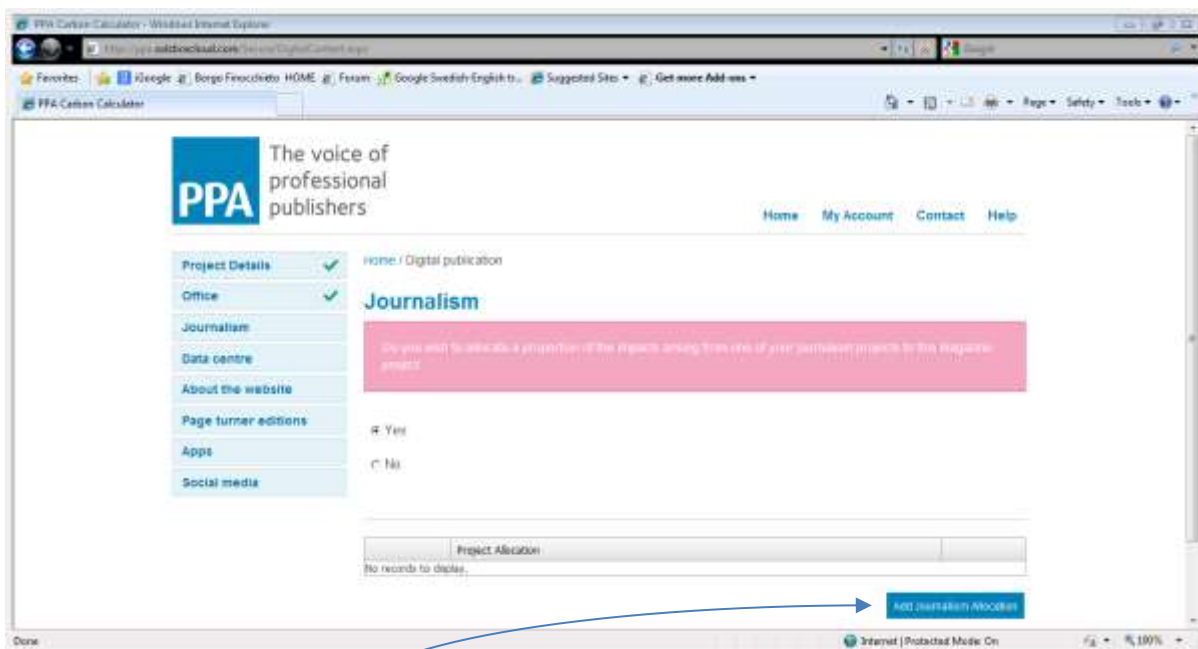 PPA Carbon Calculator - Windows Internet Explorer
Google
Favorites iGoogle Borgo Finocchieto HOME Forum Google Swedish-English tr... Suggested Sites Get more Add-ons
PPA Carbon Calculator
Page Safety Tools
The voice of
professional
publishers
PPA
Home My Account Contact Help
Project Details
Office
Journalism
Data centre
About the website
Page turner editions
Apps
Social media
Home / Digital publication
Journalism
Do you wish to allocate a proportion of the impacts arising from one of your journalism projects to this magazine
project
Yes
No
Project Allocation
No records to display.
Add Journalism Allocation
Done Internet | Protected Mode: On 100%